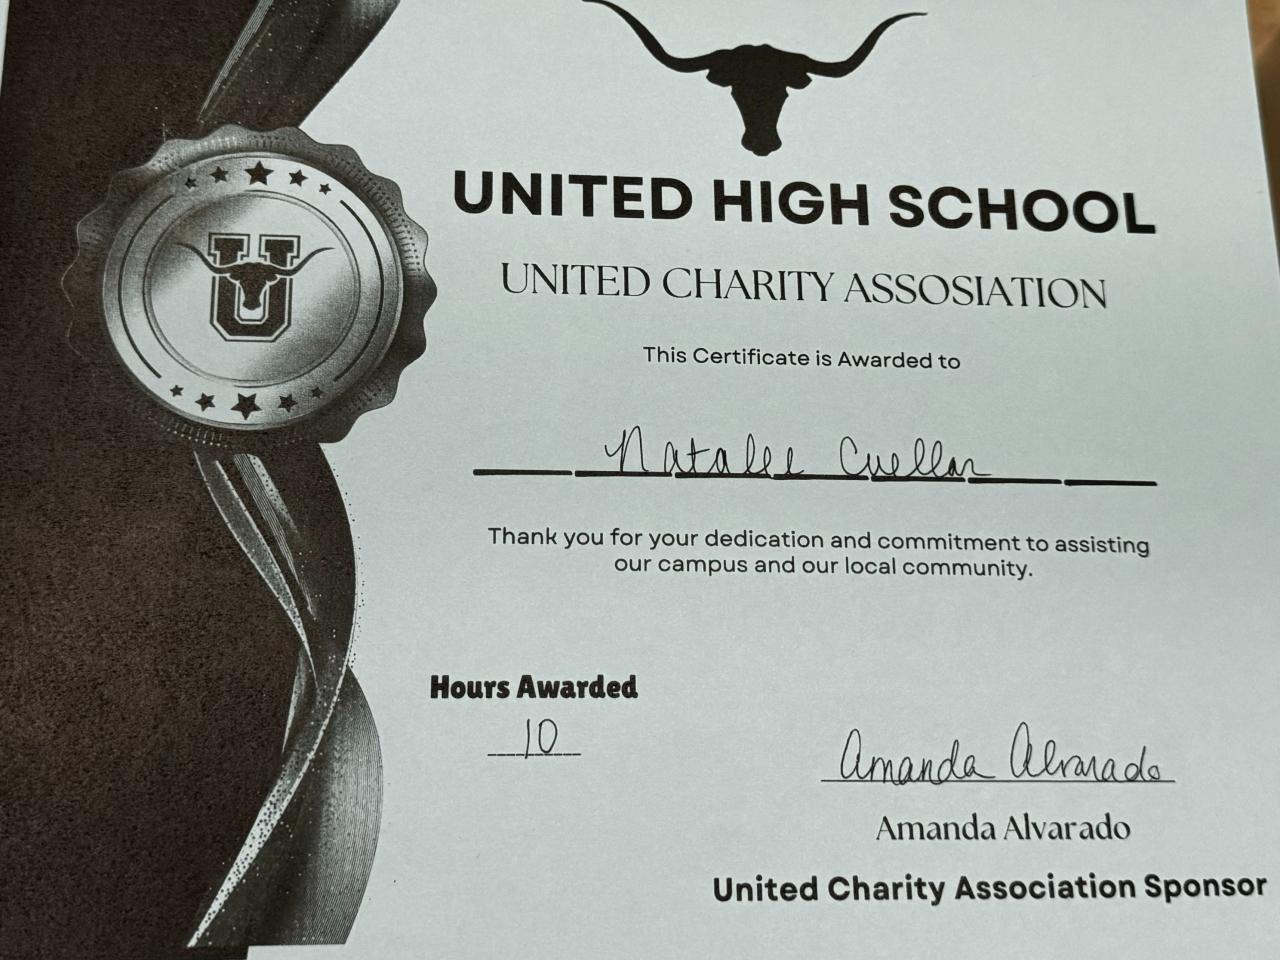 U
UNITED HIGH SCHOOL
UNITED CHARITY ASSOSIATION
This Certificate is Awarded to
Natalee Cuellar
Thank you for your dedication and commitment to assisting
our campus and our local community.
Hours Awarded
10
Amanda Alvarado
Amanda Alvarado
United Charity Association Sponsor